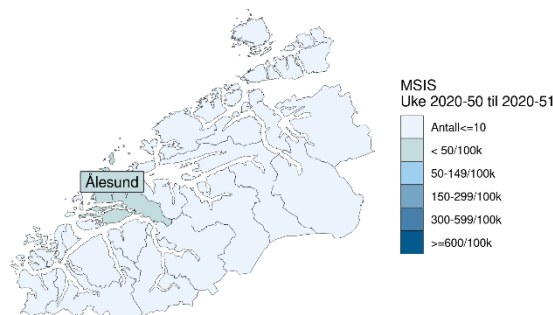 Ålesund
MSIS
Uke 2020-50 til 2020-51
Antall<=10
< 50/100k
50-149/100k
150-299/100k
300-599/100k
>=600/100k